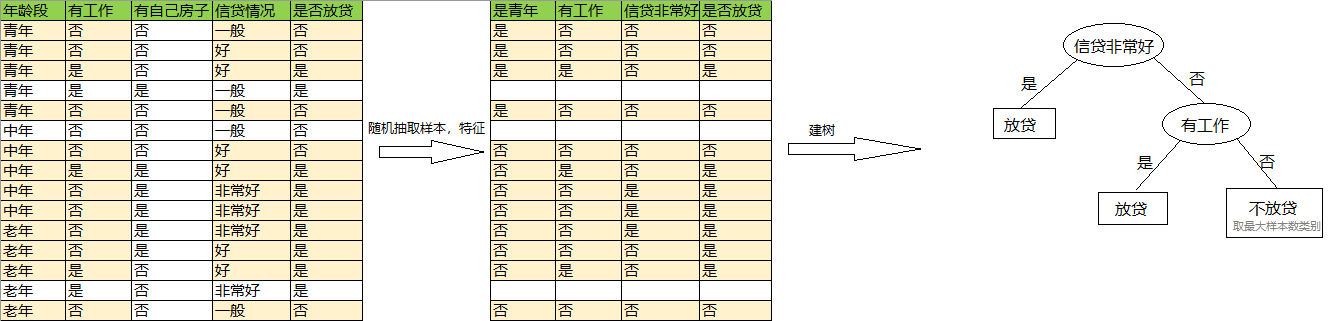 年龄段 有工作 有自己房子 信贷情况 是否放贷
青年 否 否 一般 否
青年 否 否 好 否
青年 是 否 好 是
青年 是 是 一般 是
青年 否 否 一般 否
中年 否 否 一般 否
中年 否 否 好 否
中年 是 是 好 是
中年 否 是 非常好 是
中年 否 是 非常好 是
老年 否 是 非常好 是
老年 否 是 好 是
老年 是 否 好 是
老年 是 否 非常好 是
老年 否 否 一般 否
随机抽取样本，特征
是青年 有工作 信贷非常好 是否放贷
是 否 否 否
是 否 否 否
是 是 否 是
是 否 否 否
否 否 否 否
否 是 否 是
否 否 是 是
否 否 是 是
否 否 是 是
否 否 否 是
否 是 否 是
否 否 否 否
建树
信贷非常好
是 否
放贷 有工作
是 否
放贷 不放贷
取最大样本数类别